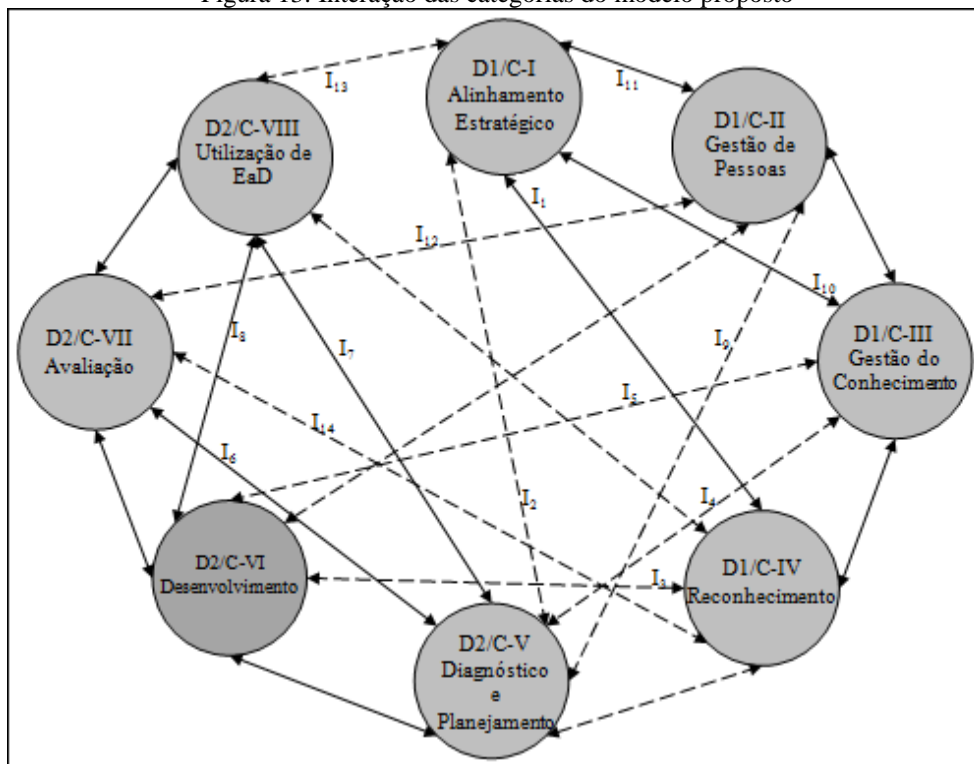 Figura 13: Interação das categorias do modelo proposto
D1/C-I
Alinhamento
Estratégico
I13
I11
D1/C-II
Gestão de
Pessoas
D2/C-VIII
Utilização de
EaD
I1
I12
I10
D2/C-VII
Avaliação
I8
I7
I9
D1/C-III
Gestão do
Conhecimento
I5
I14
I6
I2
I4
D2/C-VI
Desenvolvimento
I3
D1/C-IV
Reconhecimento
D2/C-V
Diagnóstico
e
Planejamento